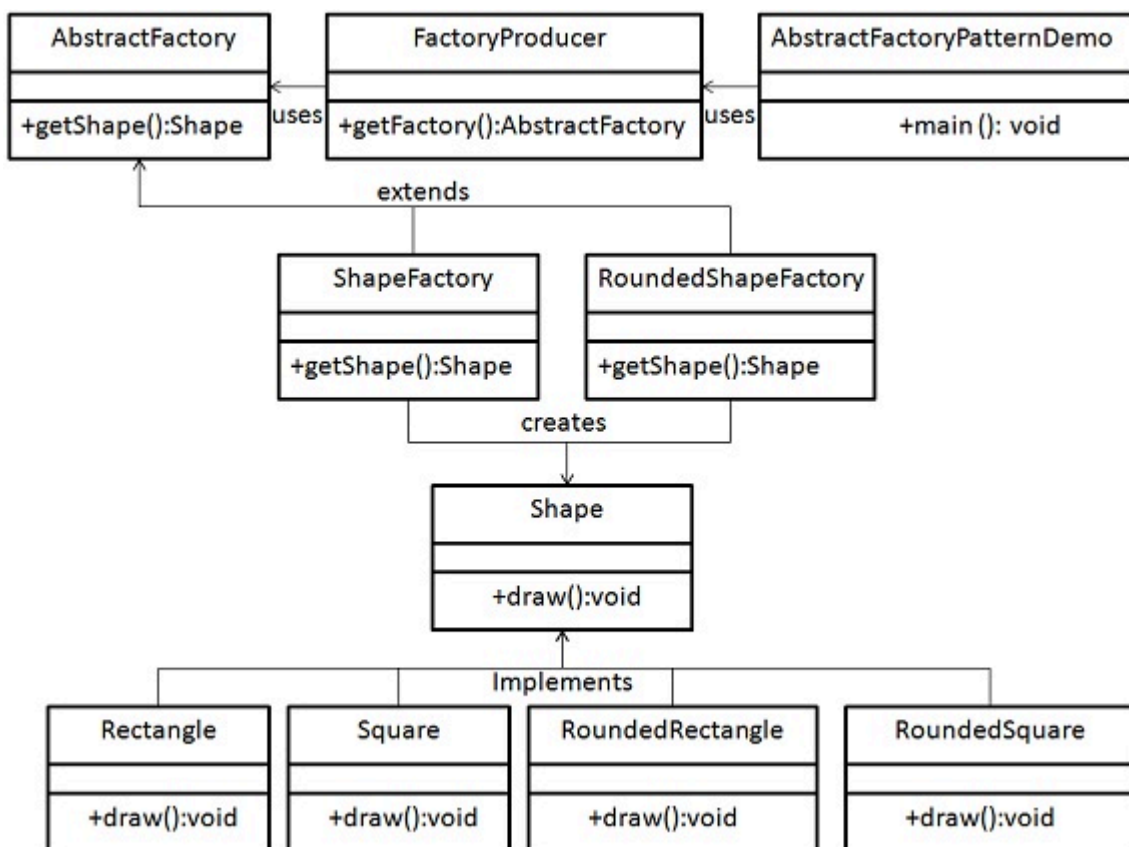 AbstractFactory
FactoryProducer
AbstractFactoryPatternDemo
+getShape():Shape
uses
+getFactory():AbstractFactory
uses
+main (): void
extends
ShapeFactory
RoundedShapeFactory
+getShape():Shape
+getShape():Shape
creates
Shape
+draw():void
Implements
Rectangle
Square
RoundedRectangle
RoundedSquare
+draw():void
+draw():void
+draw():void
+draw():void